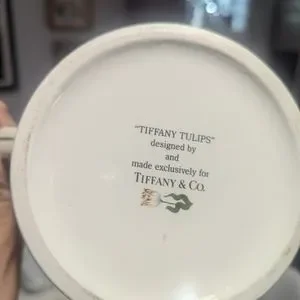 "TIFFANY TULIPS"
designed by
and
made exclusively for
TIFFANY & CO.